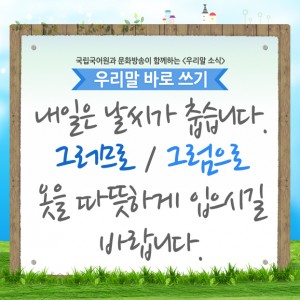 국립국어원과 문화방송이 함께하는 <우리말 소식>
우리말 바로 쓰기
내일은 날씨가 춥습니다.
그러므로 / 그럼으로
옷을 따뜻하게 입으시길
바랍니다.